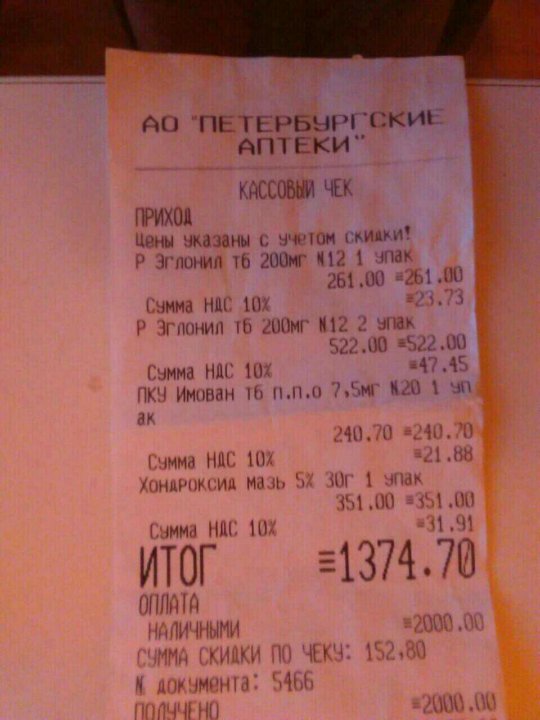 АО "ПЕТЕРБУРГСКИЕ
АПТЕКИ"
КАССОВЫЙ ЧЕК
ПРИХОД
Цены указаны с учетом скидки!
Р Эглонил тб 200мг №12 1 упак
261.00 ≡261.00
Сумма НДС 10% ≡23.73
Р Эглонил тб 200мг №12 2 упак
522.00 ≡522.00
Сумма НДС 10% ≡47.45
ПКУ Имован тб п.п.о 7,5мг №20 1 уп
ак
240.70 ≡240.70
Сумма НДС 10% ≡21.88
Хондроксид мазь 5% 30г 1 упак
351.00 ≡351.00
Сумма НДС 10% ≡31.91
ИТОГ ≡1374.70
ОПЛАТА
НАЛИЧНЫМИ ≡2000.00
СУММА СКИДКИ ПО ЧЕКУ: 152,80
№ документа: 5466
ПОЛУЧЕНО ≡2000.00